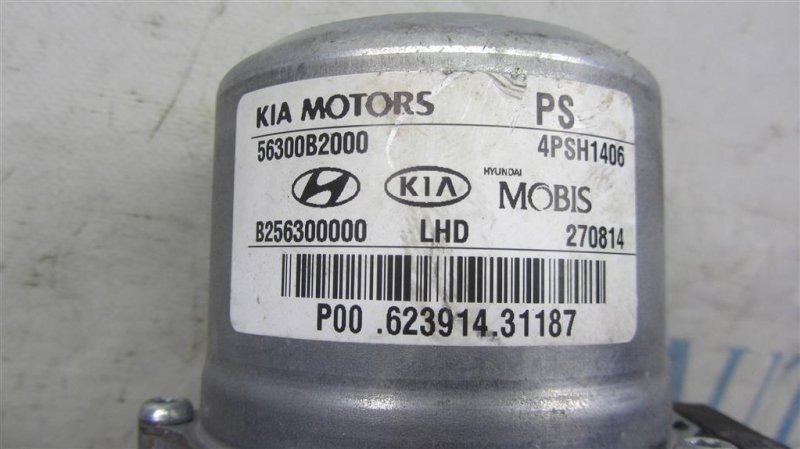 KIA MOTORS PS
56300B2000 4PSH1406
KIA HYUNDAI MOBIS
B256300000 LHD 270814
P00 .623914.31187